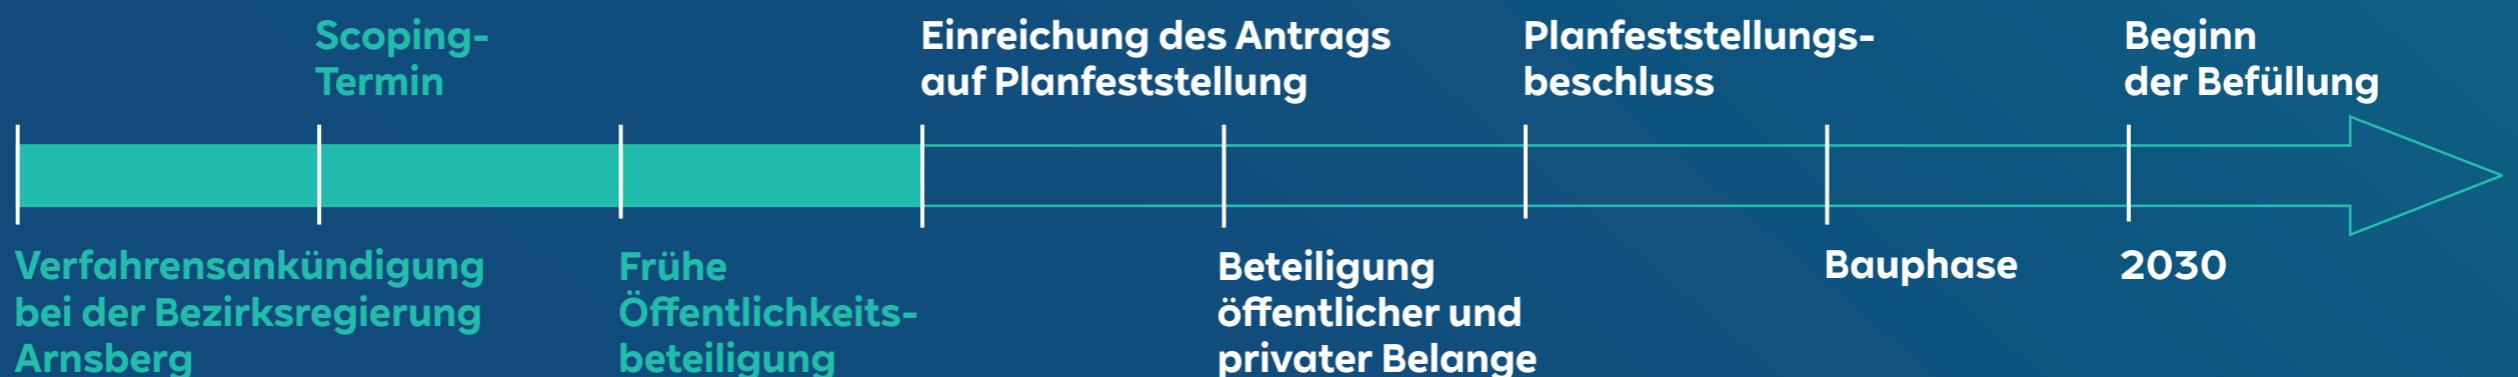 Scoping-
Termin
Einreichung des Antrags
auf Planfeststellung
Planfeststellungs-
beschluss
Beginn
der Befüllung
Verfahrensankündigung
bei der Bezirksregierung
Arnsberg
Frühe
Öffentlichkeits-
beteiligung
Beteiligung
öffentlicher und
privater Belange
Bauphase
2030